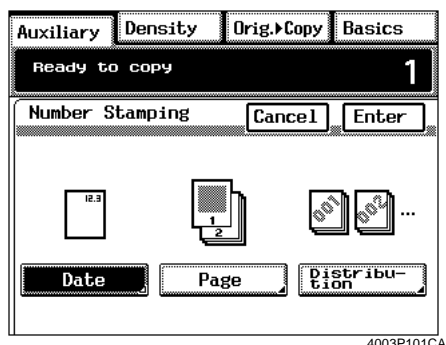 Auxiliary Density Orig.▸Copy Basics
Ready to copy 1
Number Stamping Cancel Enter
12.3
1
2
001 002 ...
Date Page Distribu-
tion
4003P101CA